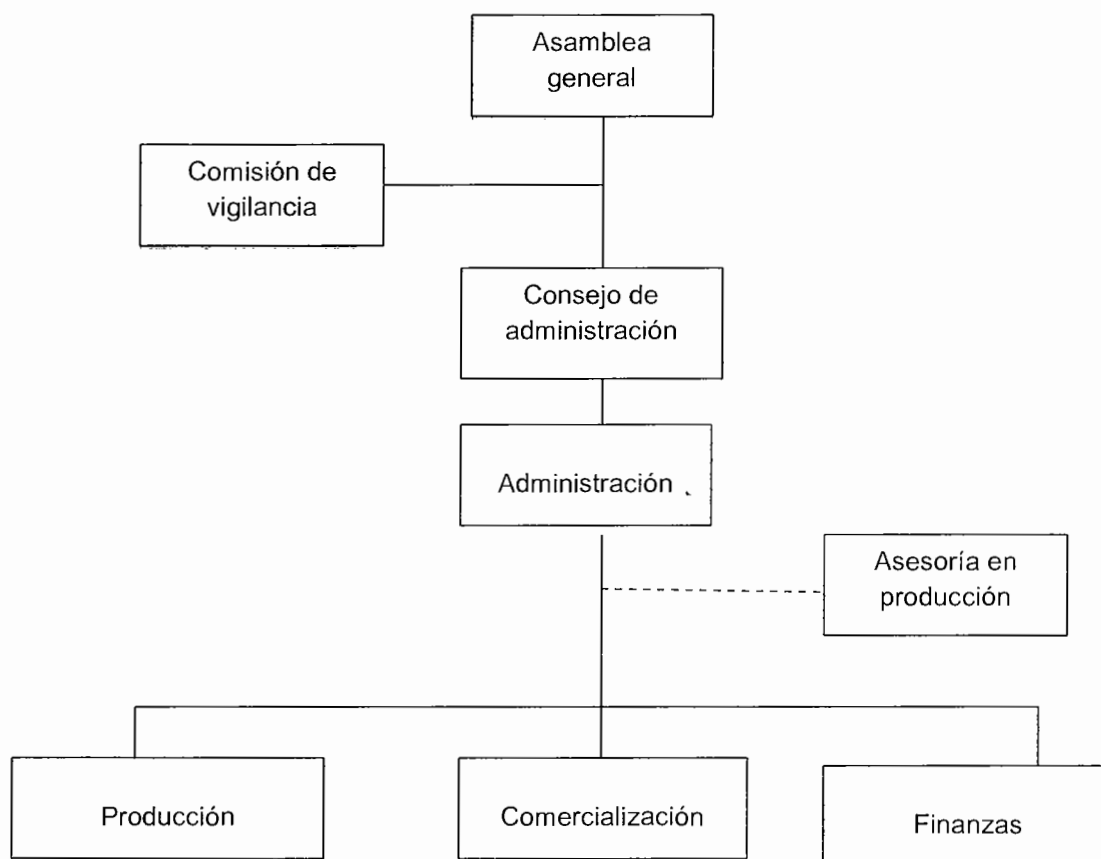 Asamblea
general
Comisión de
vigilancia
Consejo de
administración
Administración
Asesoría en
producción
Producción
Comercialización
Finanzas